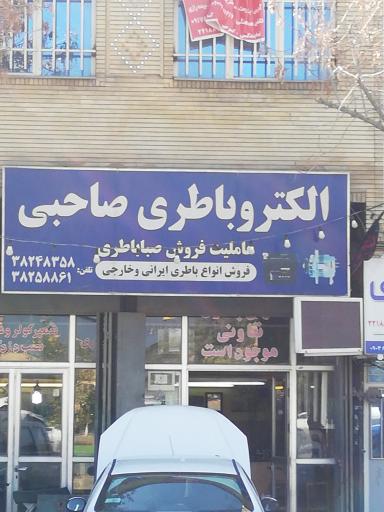 الکتروباطری صاحبی
عاملیت فروش صباباطری
فروش انواع باطری ایرانی وخارجی
تلفن:
۳۸۲۴۸۳۵۸
۳۸۲۵۸۸۶۱
تعاونی
موجود است